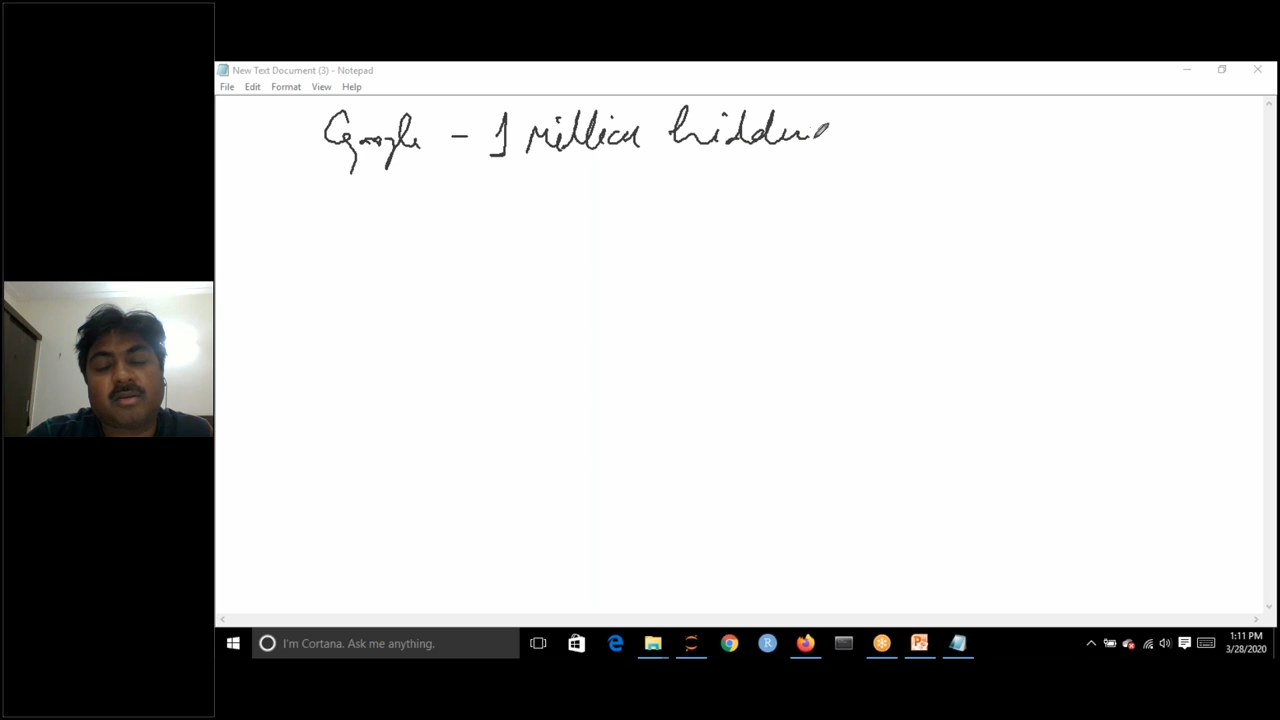 New Text Document (3) - Notepad
File Edit Format View Help
Google - 1 Million hidden
I'm Cortana. Ask me anything.
1:11 PM
3/28/2020